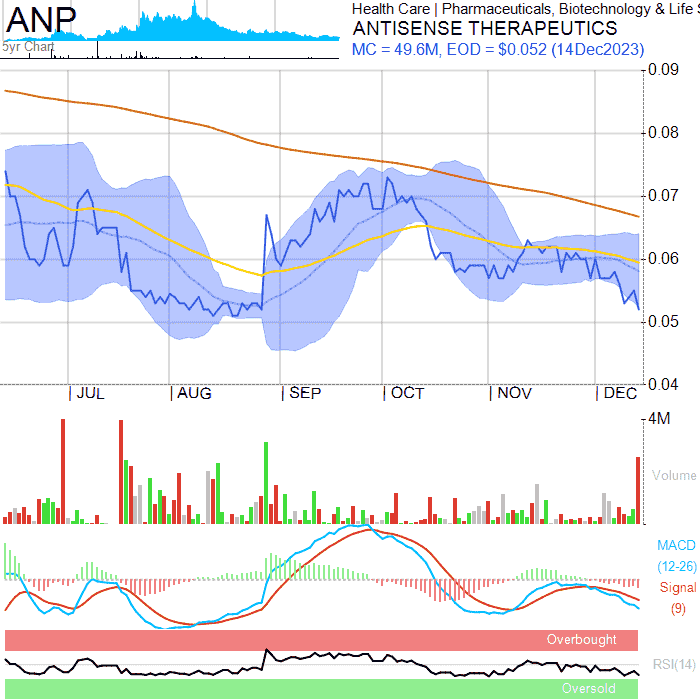 ANP
5yr Chart
Health Care | Pharmaceuticals, Biotechnology & Life S
ANTISENSE THERAPEUTICS
MC = 49.6M, EOD = $0.052 (14Dec2023)
0.09
0.08
0.07
0.06
0.05
0.04
| JUL | AUG | SEP | OCT | NOV | DEC
4M
Volume
MACD
(12-26)
Signal
(9)
Overbought
RSI(14)
Oversold